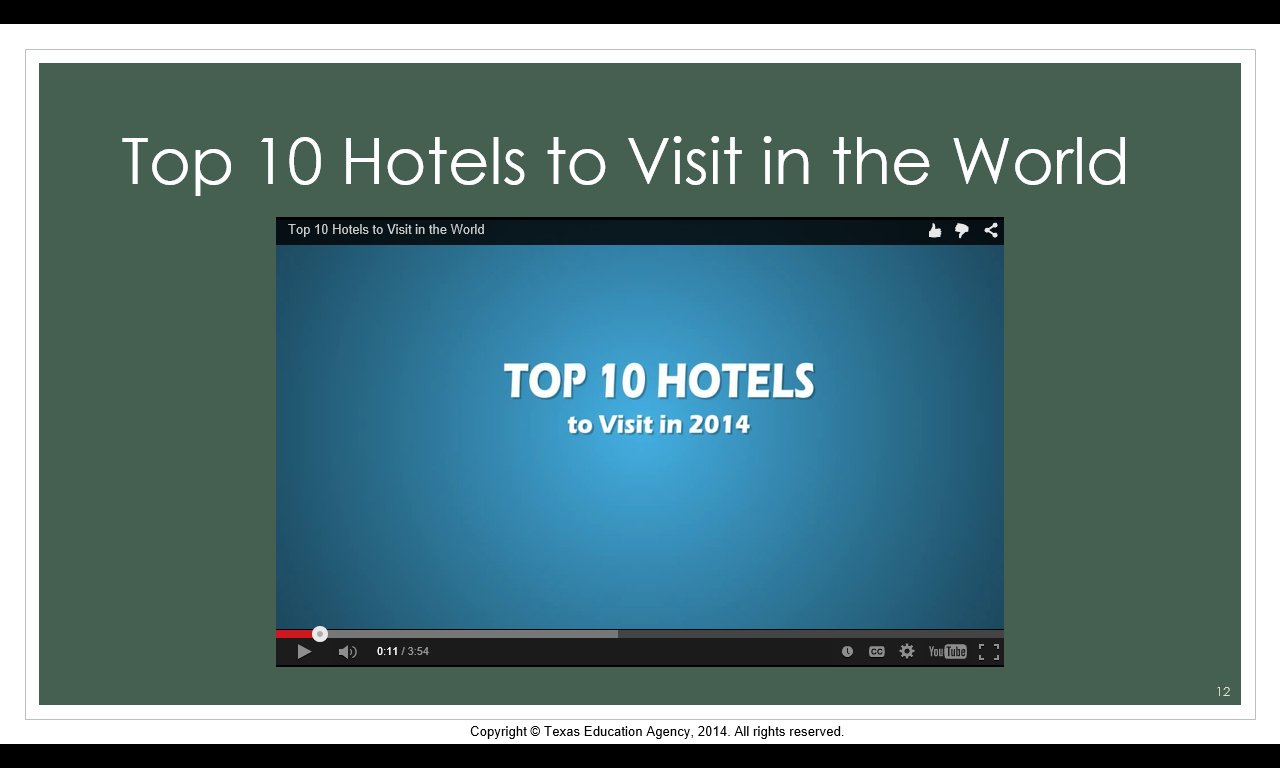 Top 10 Hotels to Visit in the World
Top 10 Hotels to Visit in the World
TOP 10 HOTELS
to Visit in 2014
0:11 / 3:54
CC
YouTube
12
Copyright © Texas Education Agency, 2014. All rights reserved.